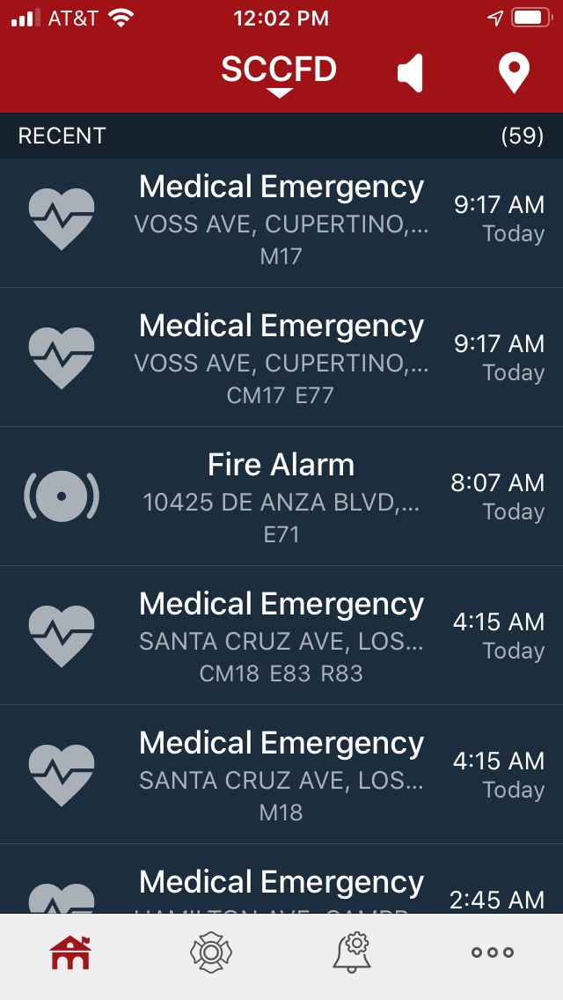 AT&T 12:02 PM
SCCFD
RECENT (59)
Medical Emergency
VOSS AVE, CUPERTINO,...
M17
9:17 AM
Today
Medical Emergency
VOSS AVE, CUPERTINO,...
CM17 E77
9:17 AM
Today
Fire Alarm
10425 DE ANZA BLVD,...
E71
8:07 AM
Today
Medical Emergency
SANTA CRUZ AVE, LOS...
CM18 E83 R83
4:15 AM
Today
Medical Emergency
SANTA CRUZ AVE, LOS...
M18
4:15 AM
Today
Medical Emergency
2:45 AM